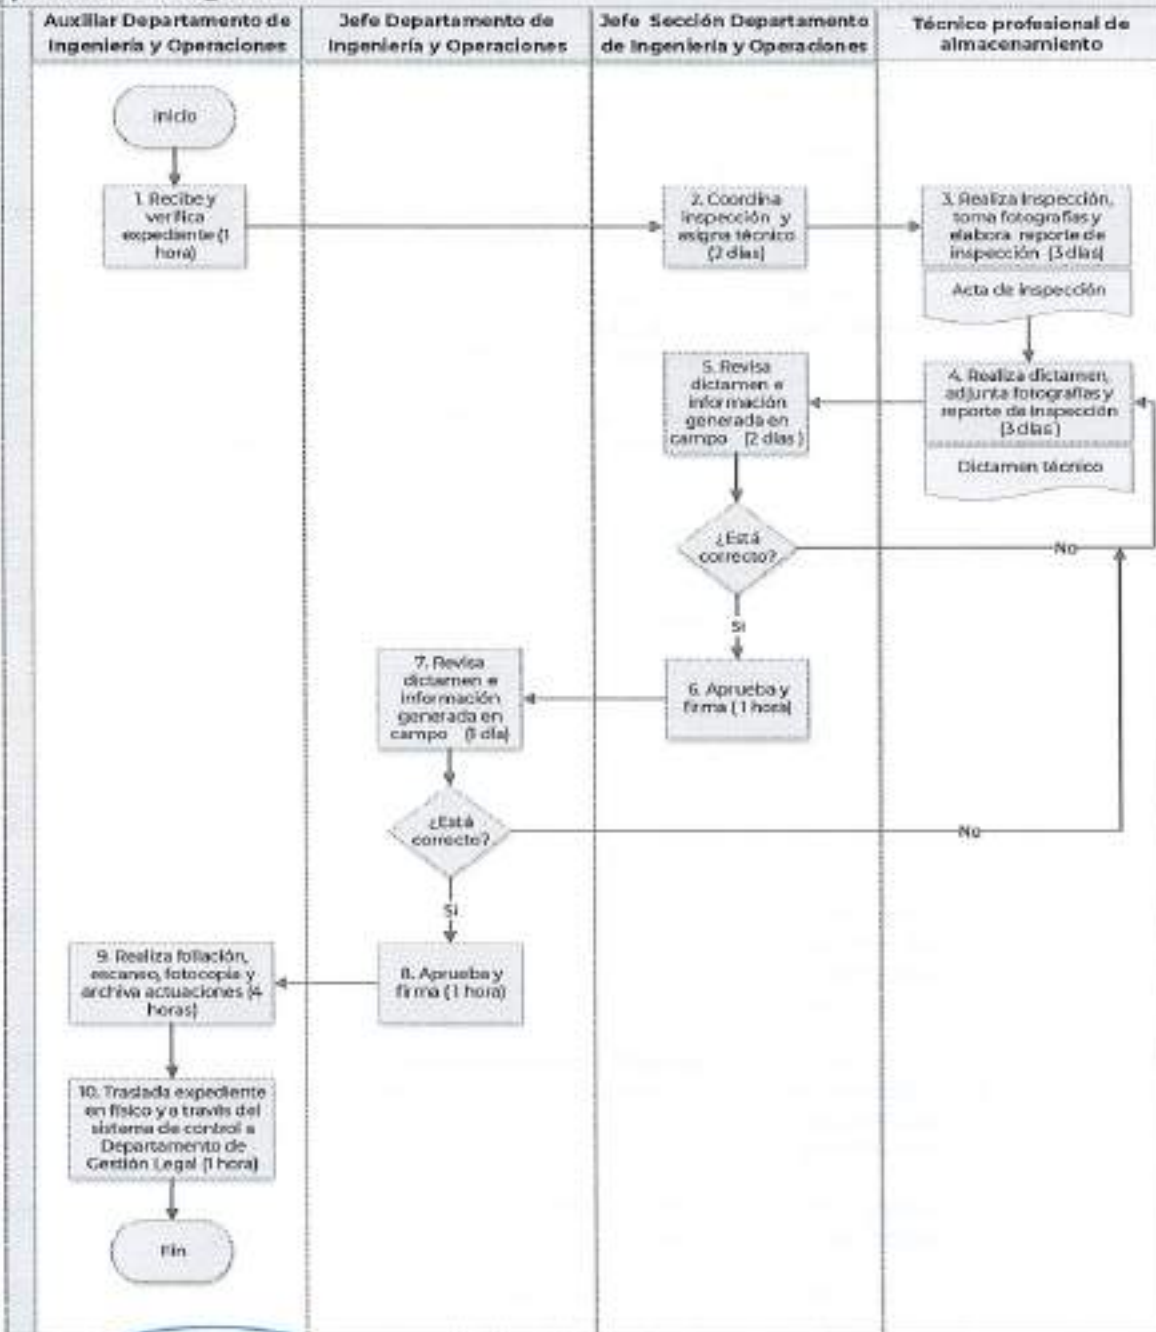 Auxiliar Departamento de
Ingeniería y Operaciones
Jefe Departamento de
Ingeniería y Operaciones
Jefe Sección Departamento
de Ingeniería y Operaciones
Técnico profesional de
almacenamiento
inicio
1. Recibe y
verifica
expediente (1
hora)
2. Coordina
inspección y
asigna técnico
(2 días)
3. Realiza Inspección,
toma fotografías y
elabora reporte de
inspección (3 días)
Acta de inspección
4. Realiza dictamen,
adjunta fotografías y
reporte de inspección
(3 días)
Dictamen técnico
5. Revisa
dictamen e
información
generada en
campo (2 días)
¿Está
correcto?
No
Si
6. Aprueba y
firma (1 hora)
7. Revisa
dictamen e
información
generada en
campo (1 día)
¿Está
correcto?
No
Si
8. Aprueba y
firma (1 hora)
9. Realiza foliación,
escaneo, fotocopia y
archiva actuaciones (4
horas)
10. Traslada expediente
en físico y a través del
sistema de control a
Departamento de
Gestión Legal (1 hora)
Fin